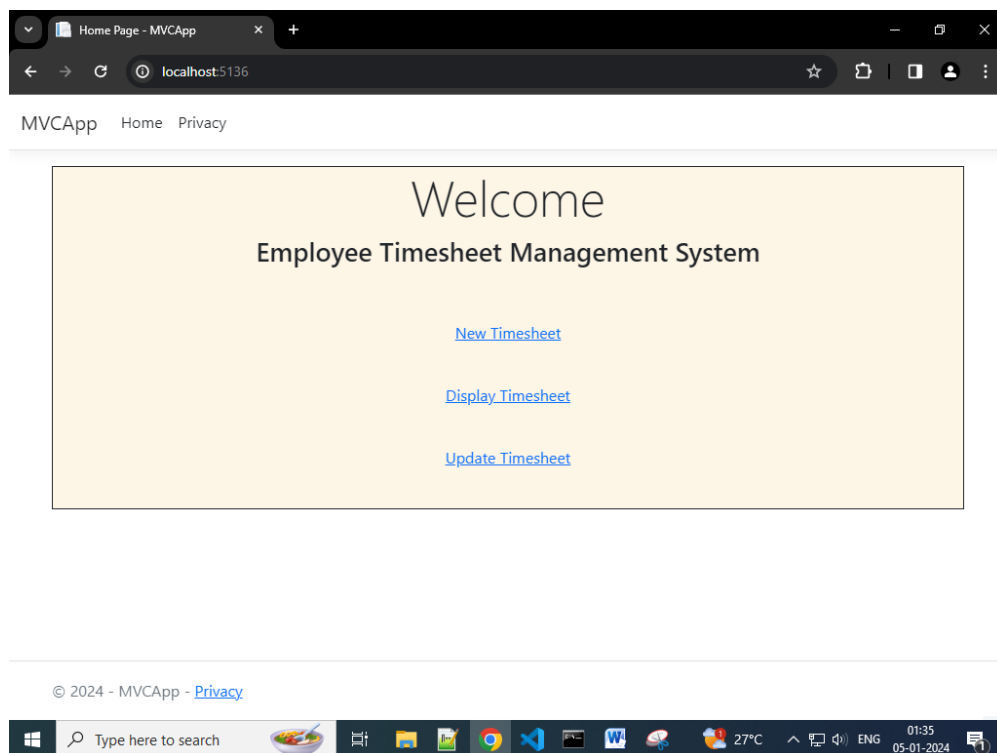 Home Page - MVCApp
localhost:5136
MVCApp Home Privacy
Welcome
Employee Timesheet Management System
New Timesheet
Display Timesheet
Update Timesheet
© 2024 - MVCApp - Privacy
Type here to search
27°C
ENG
01:35
05-01-2024
1